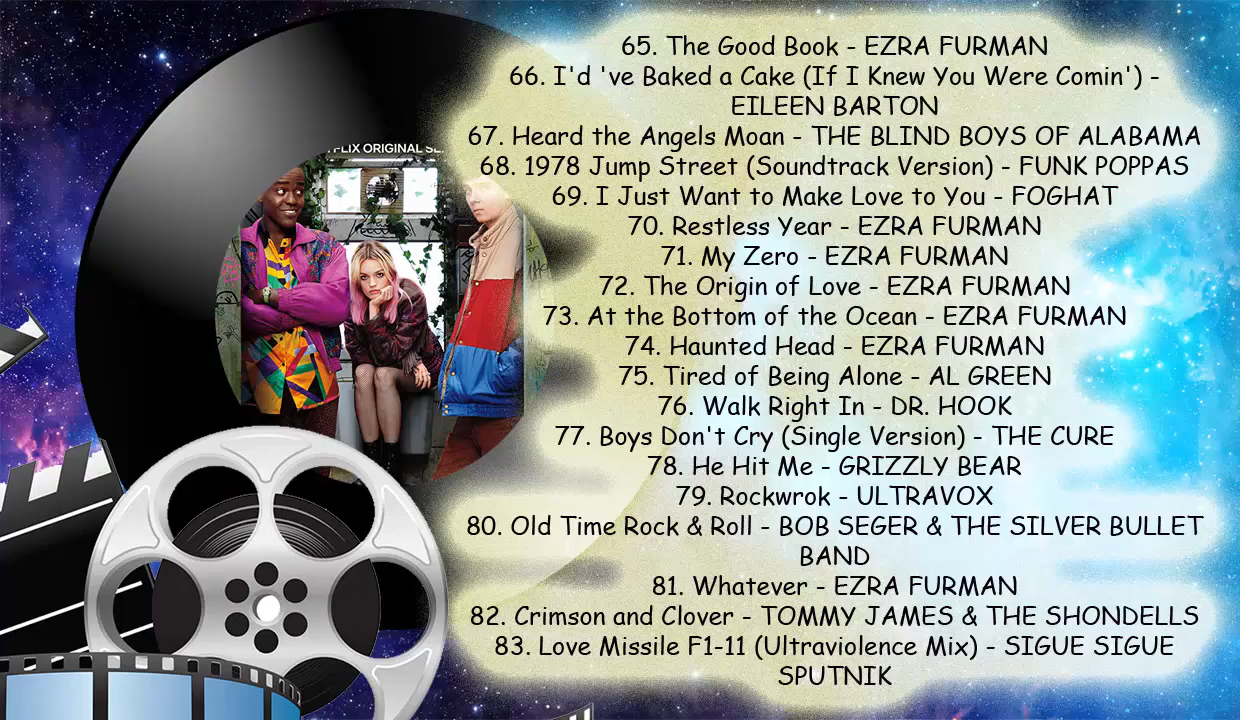 FLIX ORIGINAL SE
65. The Good Book - EZRA FURMAN
66. I'd 've Baked a Cake (If I Knew You Were Comin') -
EILEEN BARTON
67. Heard the Angels Moan - THE BLIND BOYS OF ALABAMA
68. 1978 Jump Street (Soundtrack Version) - FUNK POPPAS
69. I Just Want to Make Love to You - FOGHAT
70. Restless Year - EZRA FURMAN
71. My Zero - EZRA FURMAN
72. The Origin of Love - EZRA FURMAN
73. At the Bottom of the Ocean - EZRA FURMAN
74. Haunted Head - EZRA FURMAN
75. Tired of Being Alone - AL GREEN
76. Walk Right In - DR. HOOK
77. Boys Don't Cry (Single Version) - THE CURE
78. He Hit Me - GRIZZLY BEAR
79. Rockwrok - ULTRAVOX
80. Old Time Rock & Roll - BOB SEGER & THE SILVER BULLET
BAND
81. Whatever - EZRA FURMAN
82. Crimson and Clover - TOMMY JAMES & THE SHONDELLS
83. Love Missile F1-11 (Ultraviolence Mix) - SIGUE SIGUE
SPUTNIK